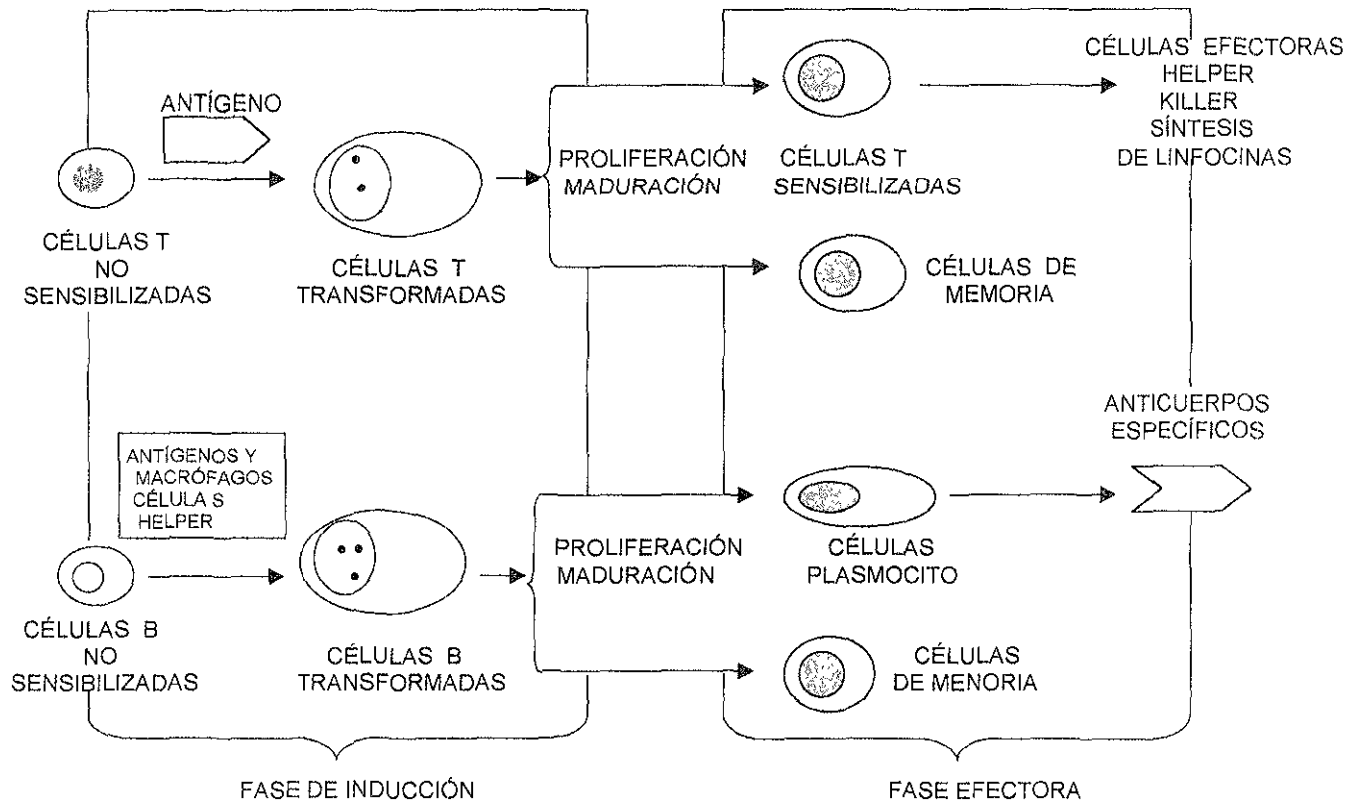 ANTÍGENO
CÉLULAS T
NO
SENSIBILIZADAS
CÉLULAS T
TRANSFORMADAS
PROLIFERACIÓN
MADURACIÓN
CÉLULAS T
SENSIBILIZADAS
CÉLULAS EFECTORAS
HELPER
KILLER
SÍNTESIS
DE LINFOCINAS
CÉLULAS DE
MEMORIA
ANTÍGENOS Y
MACRÓFAGOS
CÉLULA S
HELPER
CÉLULAS B
NO
SENSIBILIZADAS
CÉLULAS B
TRANSFORMADAS
PROLIFERACIÓN
MADURACIÓN
CÉLULAS
PLASMOCITO
ANTICUERPOS
ESPECÍFICOS
CÉLULAS
DE MENORIA
FASE DE INDUCCIÓN
FASE EFECTORA